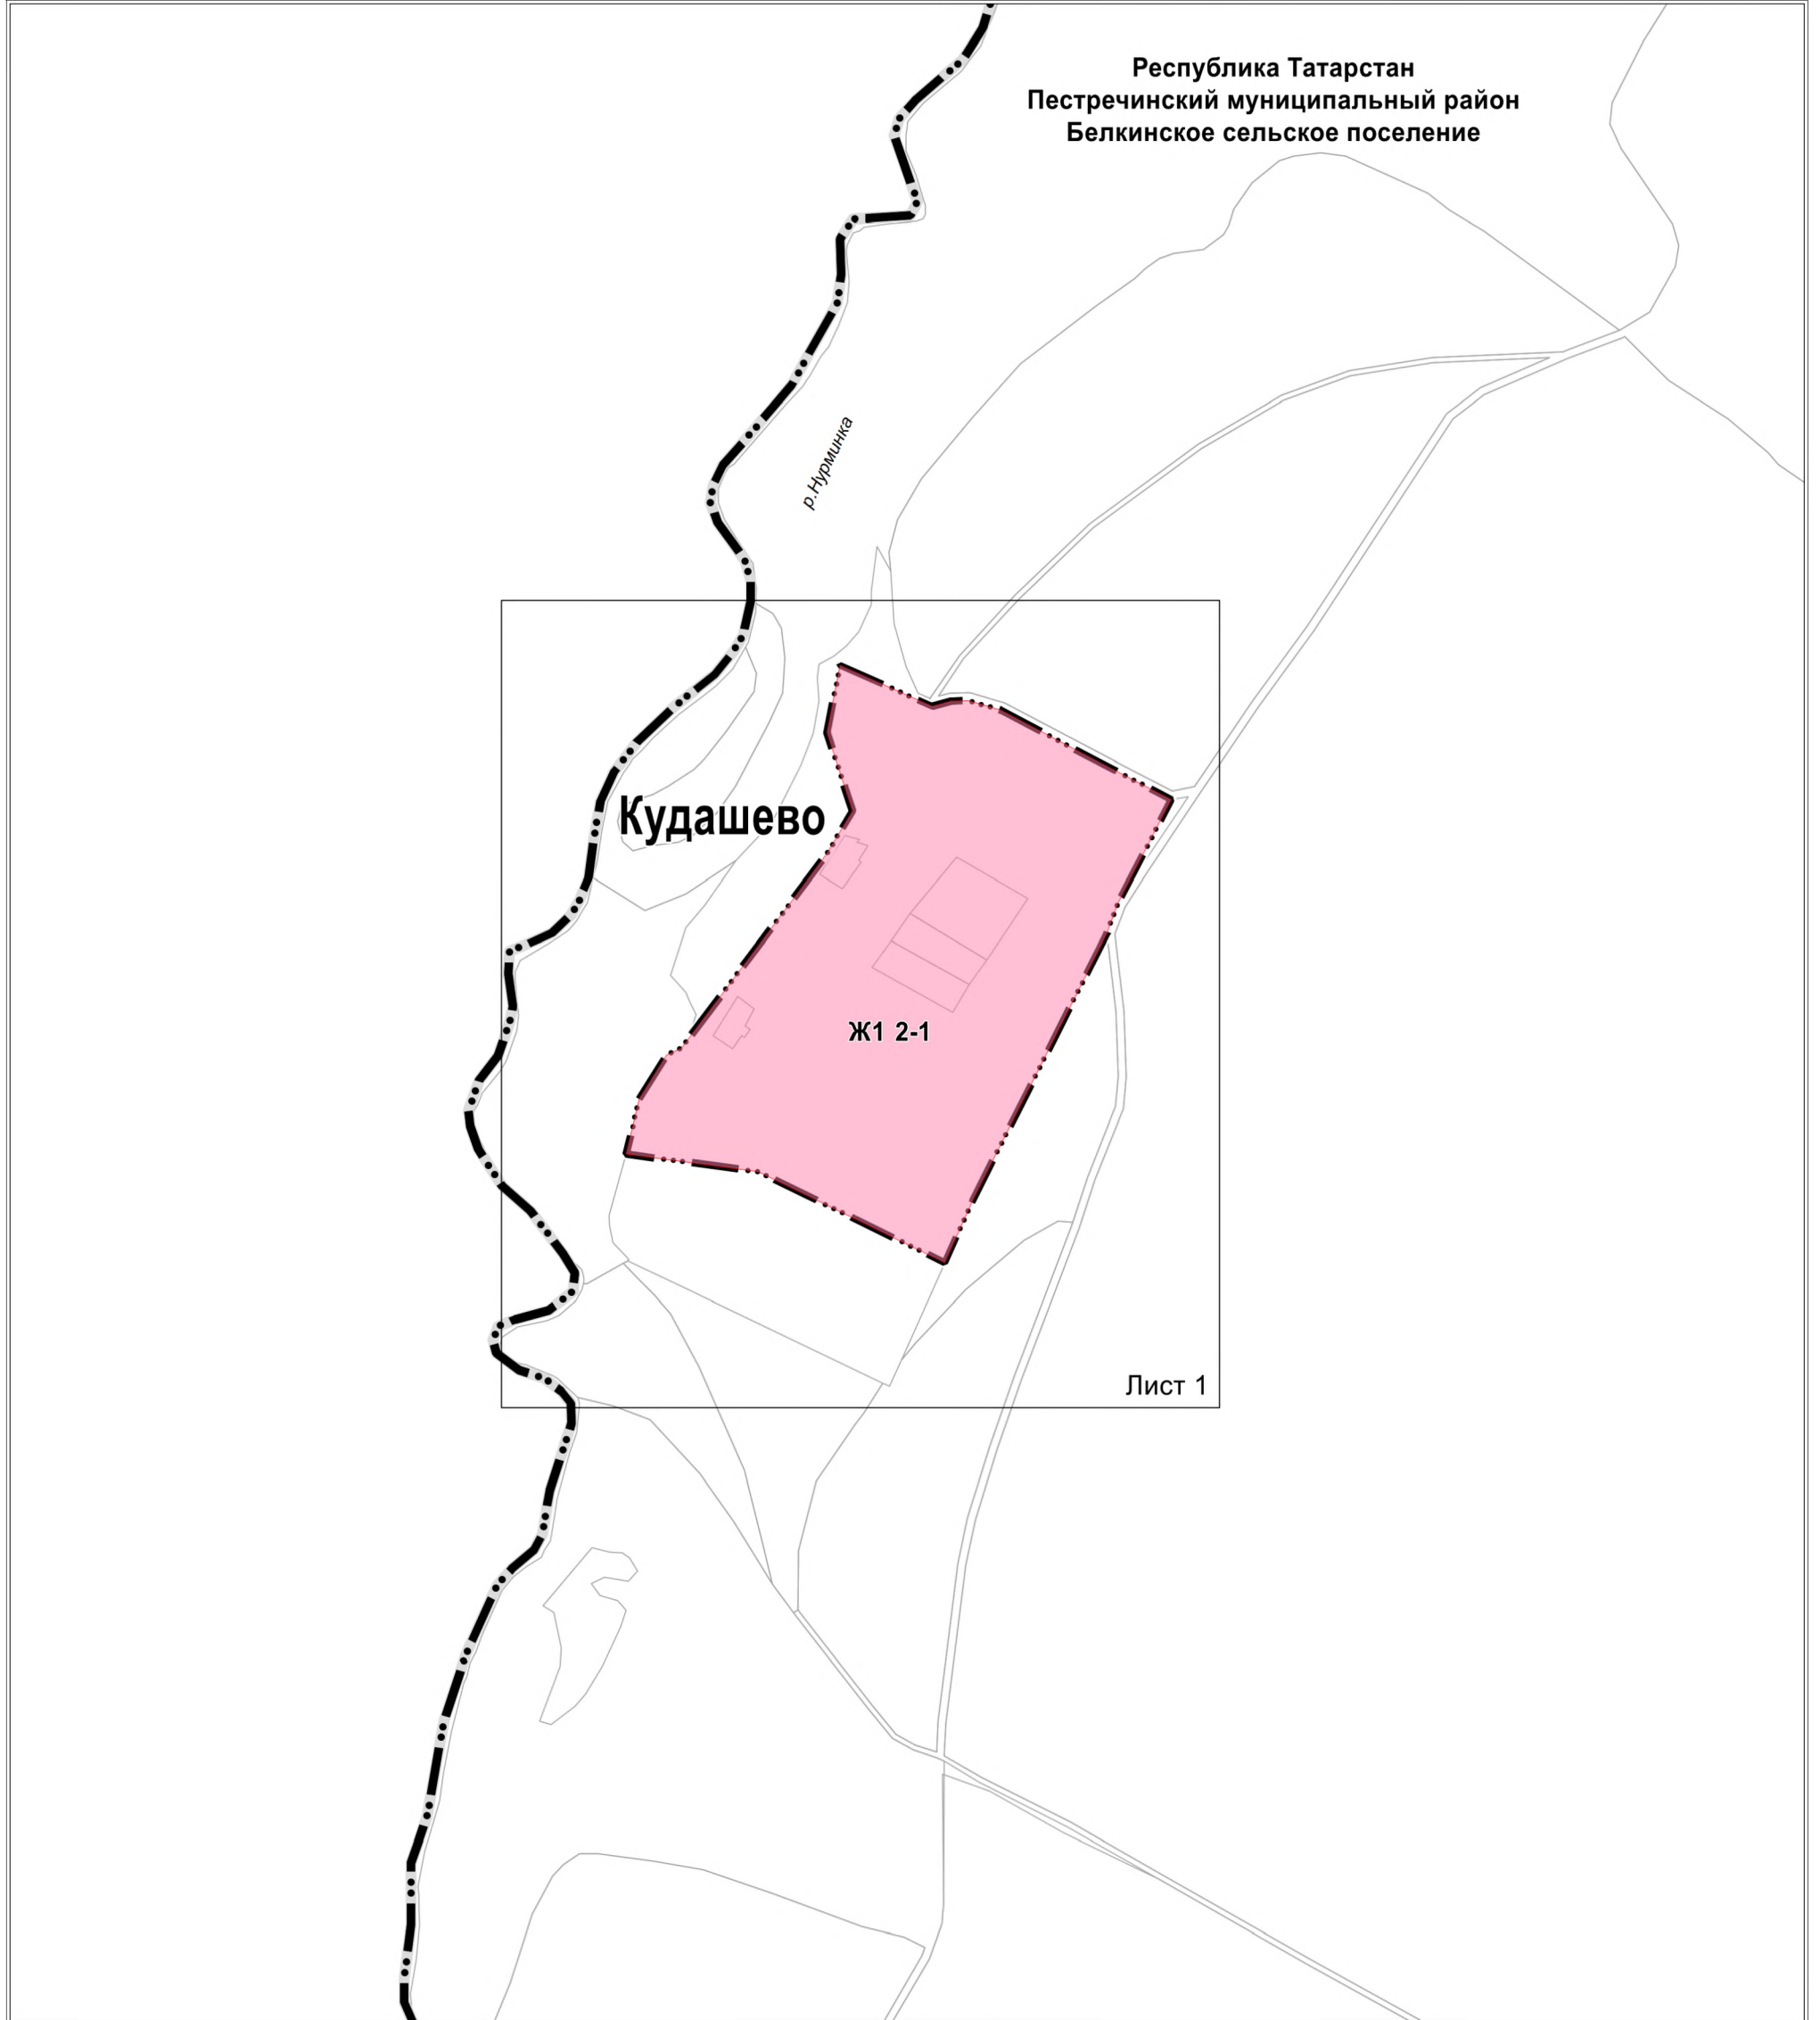 Республика Татарстан
Пестречинский муниципальный район
Белкинское сельское поселение
р.Нурминка
Кудашево
Ж1 2-1
Лист 1